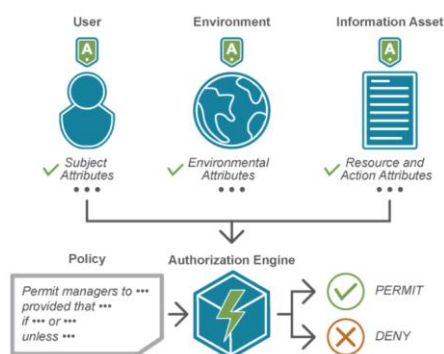 User
Environment
Information Asset
A
A
A
Subject
Attributes
•••
Environmental
Attributes
•••
Resource and
Action Attributes
•••
Policy
Authorization Engine
Permit managers to •••
provided that •••
if ••• or •••
unless •••
PERMIT
DENY